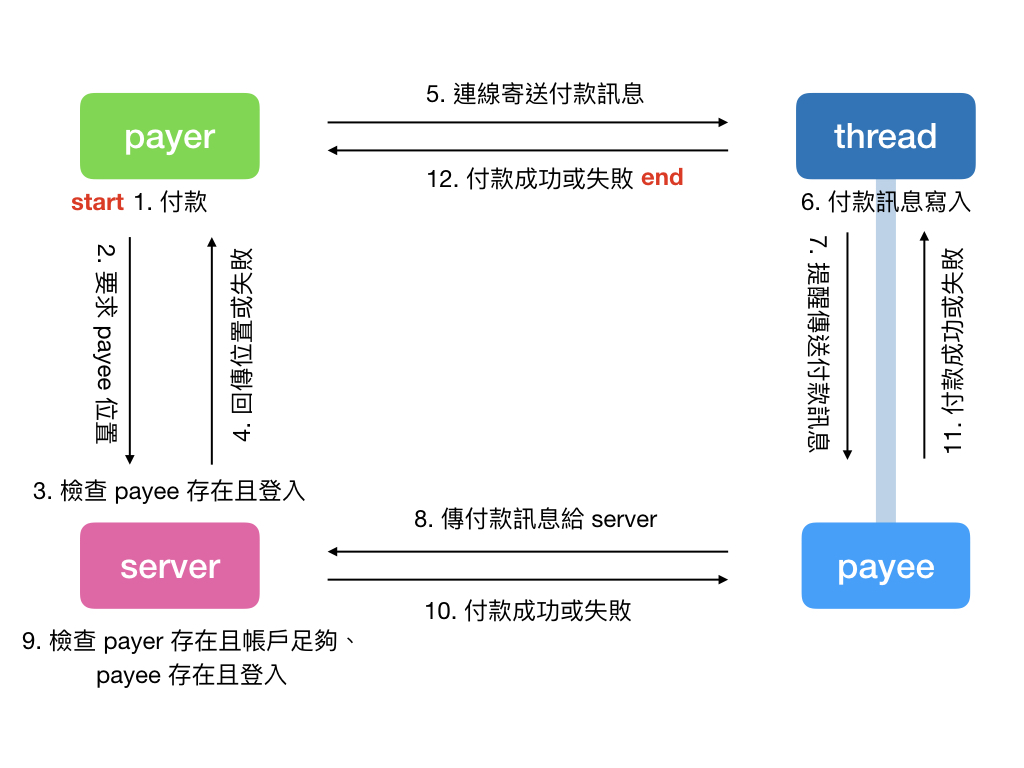 5. 連線寄送付款訊息
payer
thread
12. 付款成功或失敗 end
start 1. 付款
6. 付款訊息寫入
2. 要求 payee 位置
4. 回傳位置或失敗
7. 提醒傳送付款訊息
11. 付款成功或失敗
3. 檢查 payee 存在且登入
8. 傳付款訊息給 server
server
payee
10. 付款成功或失敗
9. 檢查 payer 存在且帳戶足夠、
payee 存在且登入